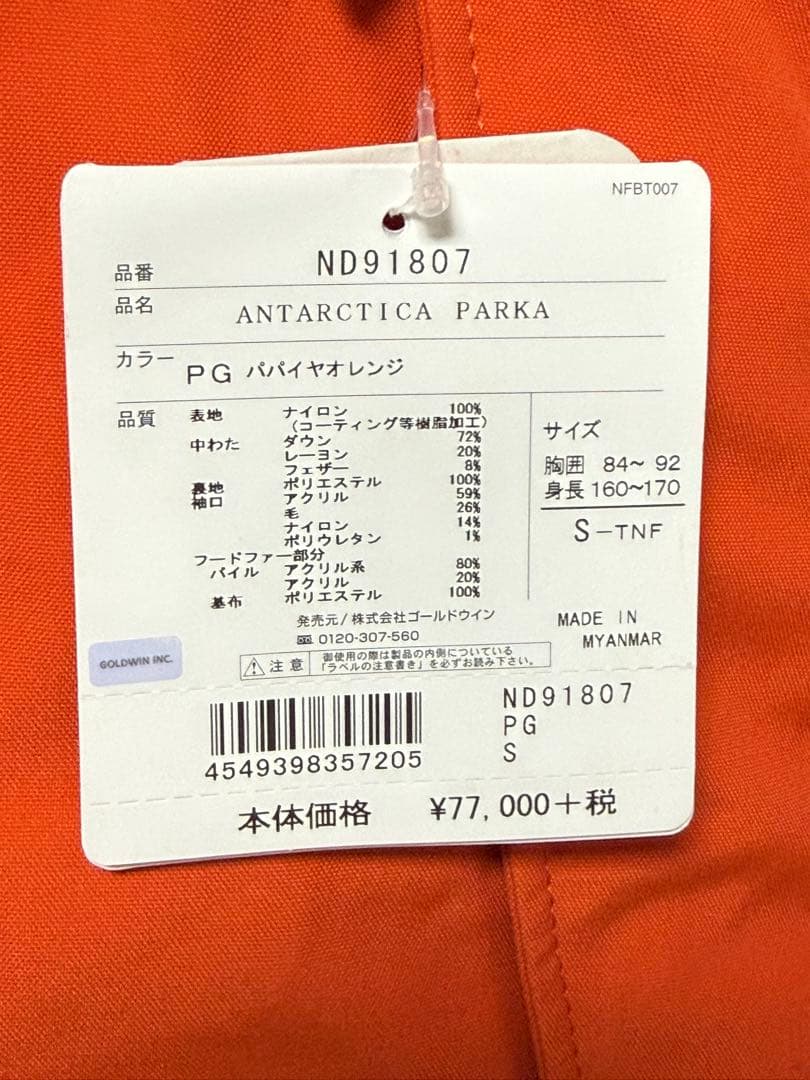 NFBT007
品番 ND91807
品名 ANTARCTICA PARKA
カラー PG パパイヤオレンジ
品質 表地 ナイロン 100%
(コーティング等樹脂加工)
中わた ダウン 72%
レーヨン 20%
フェザー 8%
裏地 ポリエステル 100%
袖口 アクリル 59%
毛 26%
ナイロン 14%
ポリウレタン 1%
フードファー部分
パイル アクリル系 80%
アクリル 20%
基布 ポリエステル 100%
サイズ
胸囲 84~ 92
身長 160~170
S-TNF
発売元/株式会社ゴールドウイン
0120-307-560
MADE IN
MYANMAR
GOLDWIN INC.
注意 御使用の際は製品の内側についている
「ラベルの注意書き」を必ずお読み下さい。
4549398357205
ND91807
PG
S
本体価格 ¥77,000+税